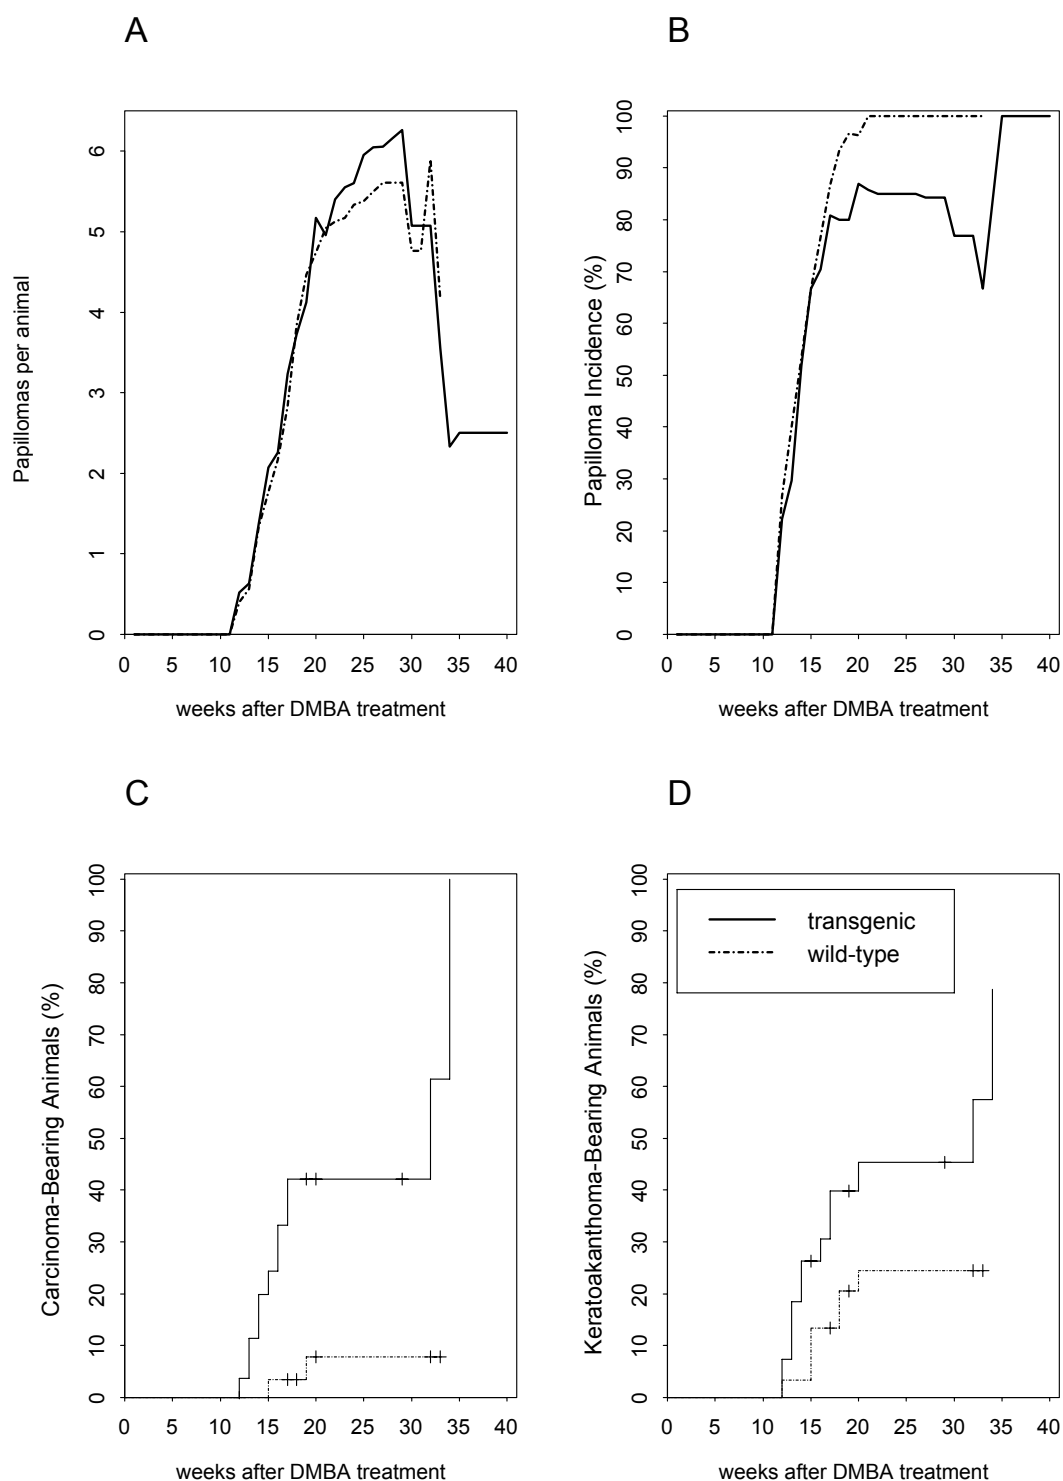 A
Papillomas per animal
0 1 2 3 4 5 6
0 5 10 15 20 25 30 35 40
weeks after DMBA treatment
B
Papilloma Incidence (%)
0 10 20 30 40 50 60 70 80 90 100
0 5 10 15 20 25 30 35 40
weeks after DMBA treatment
C
Carcinoma-Bearing Animals (%)
0 10 20 30 40 50 60 70 80 90 100
0 5 10 15 20 25 30 35 40
weeks after DMBA treatment
D
Keratoakanthoma-Bearing Animals (%)
0 10 20 30 40 50 60 70 80 90 100
transgenic
wild-type
0 5 10 15 20 25 30 35 40
weeks after DMBA treatment